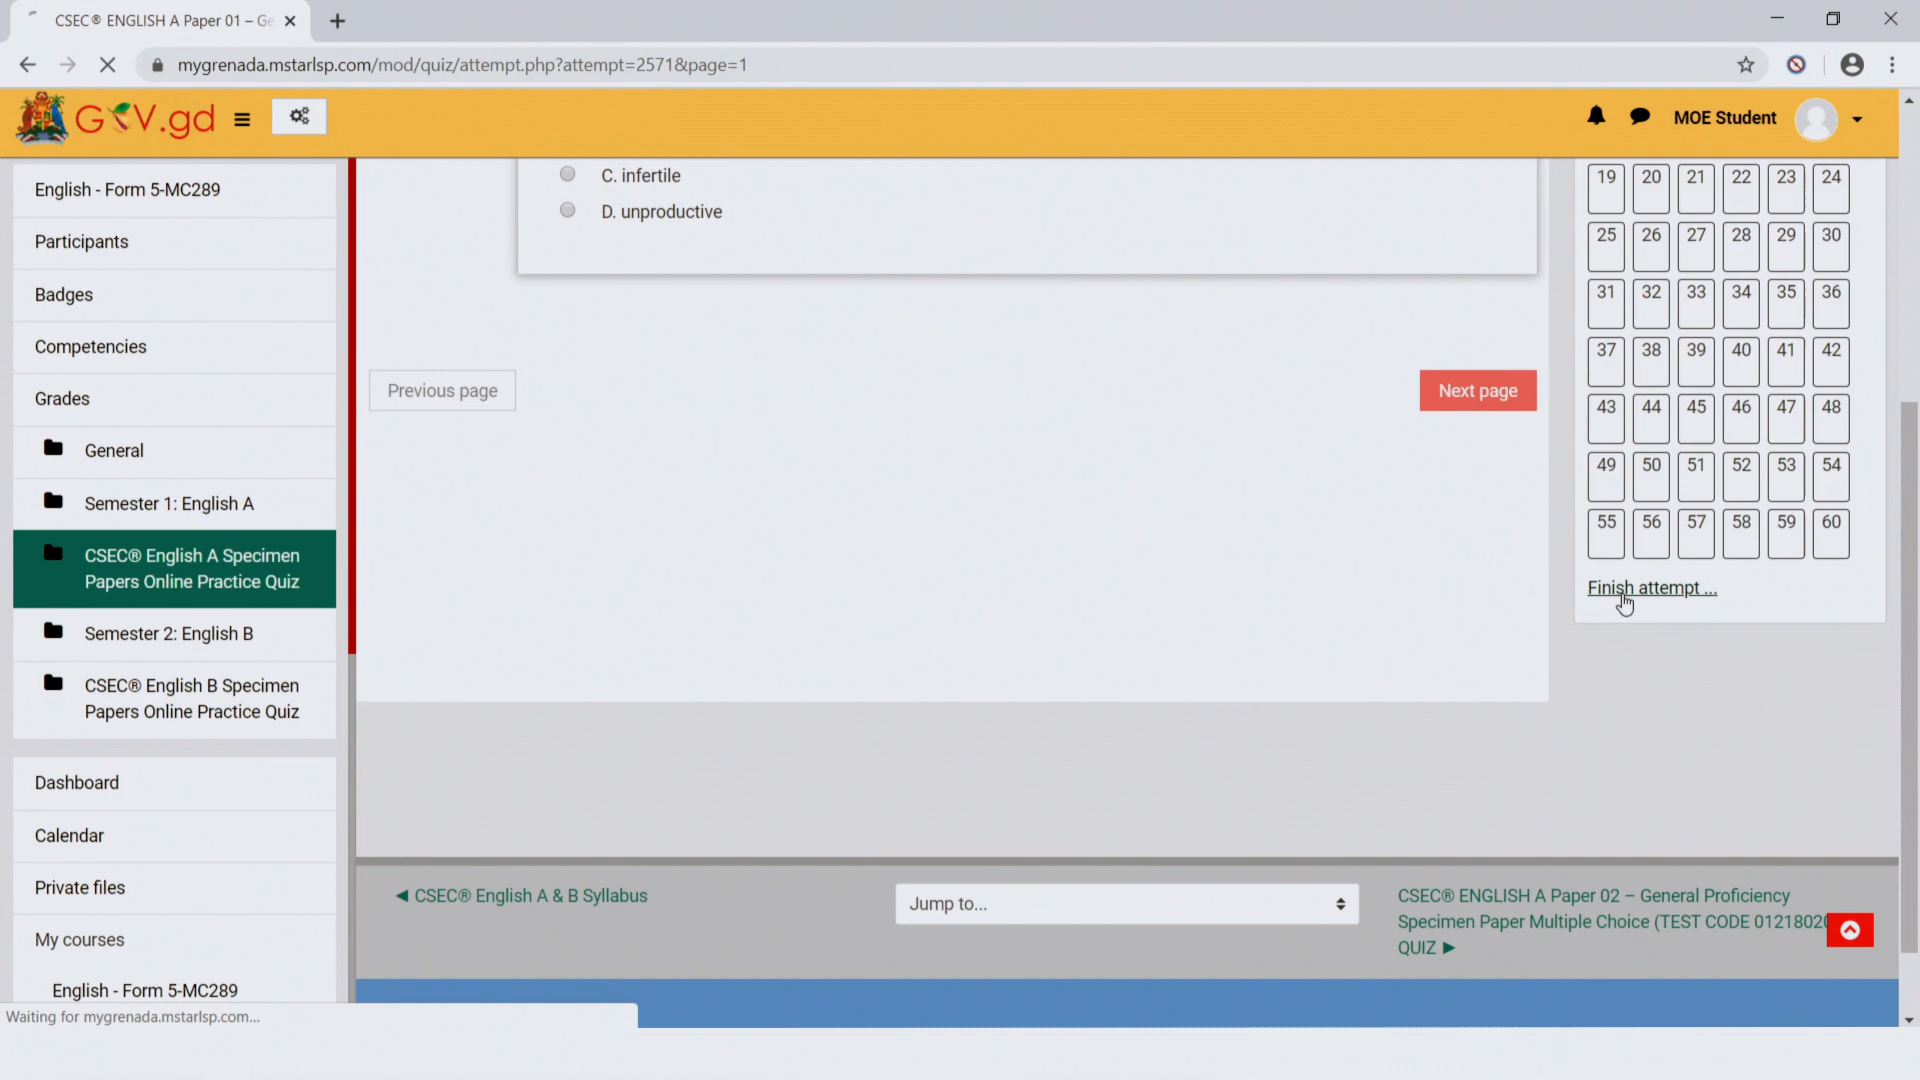 CSEC® ENGLISH A Paper 01 – Ge
mygrenada.mstarlsp.com/mod/quiz/attempt.php?attempt=2571&page=1
GOV.gd
MOE Student
English - Form 5-MC289
Participants
Badges
Competencies
Grades
General
Semester 1: English A
CSEC® English A Specimen
Papers Online Practice Quiz
Semester 2: English B
CSEC® English B Specimen
Papers Online Practice Quiz
Dashboard
Calendar
Private files
My courses
English - Form 5-MC289
Waiting for mygrenada.mstarlsp.com...
C. infertile
D. unproductive
Previous page
Next page
19 20 21 22 23 24
25 26 27 28 29 30
31 32 33 34 35 36
37 38 39 40 41 42
43 44 45 46 47 48
49 50 51 52 53 54
55 56 57 58 59 60
Finish attempt ...
◄ CSEC® English A & B Syllabus
Jump to...
CSEC® ENGLISH A Paper 02 – General Proficiency
Specimen Paper Multiple Choice (TEST CODE 0121802
QUIZ ►